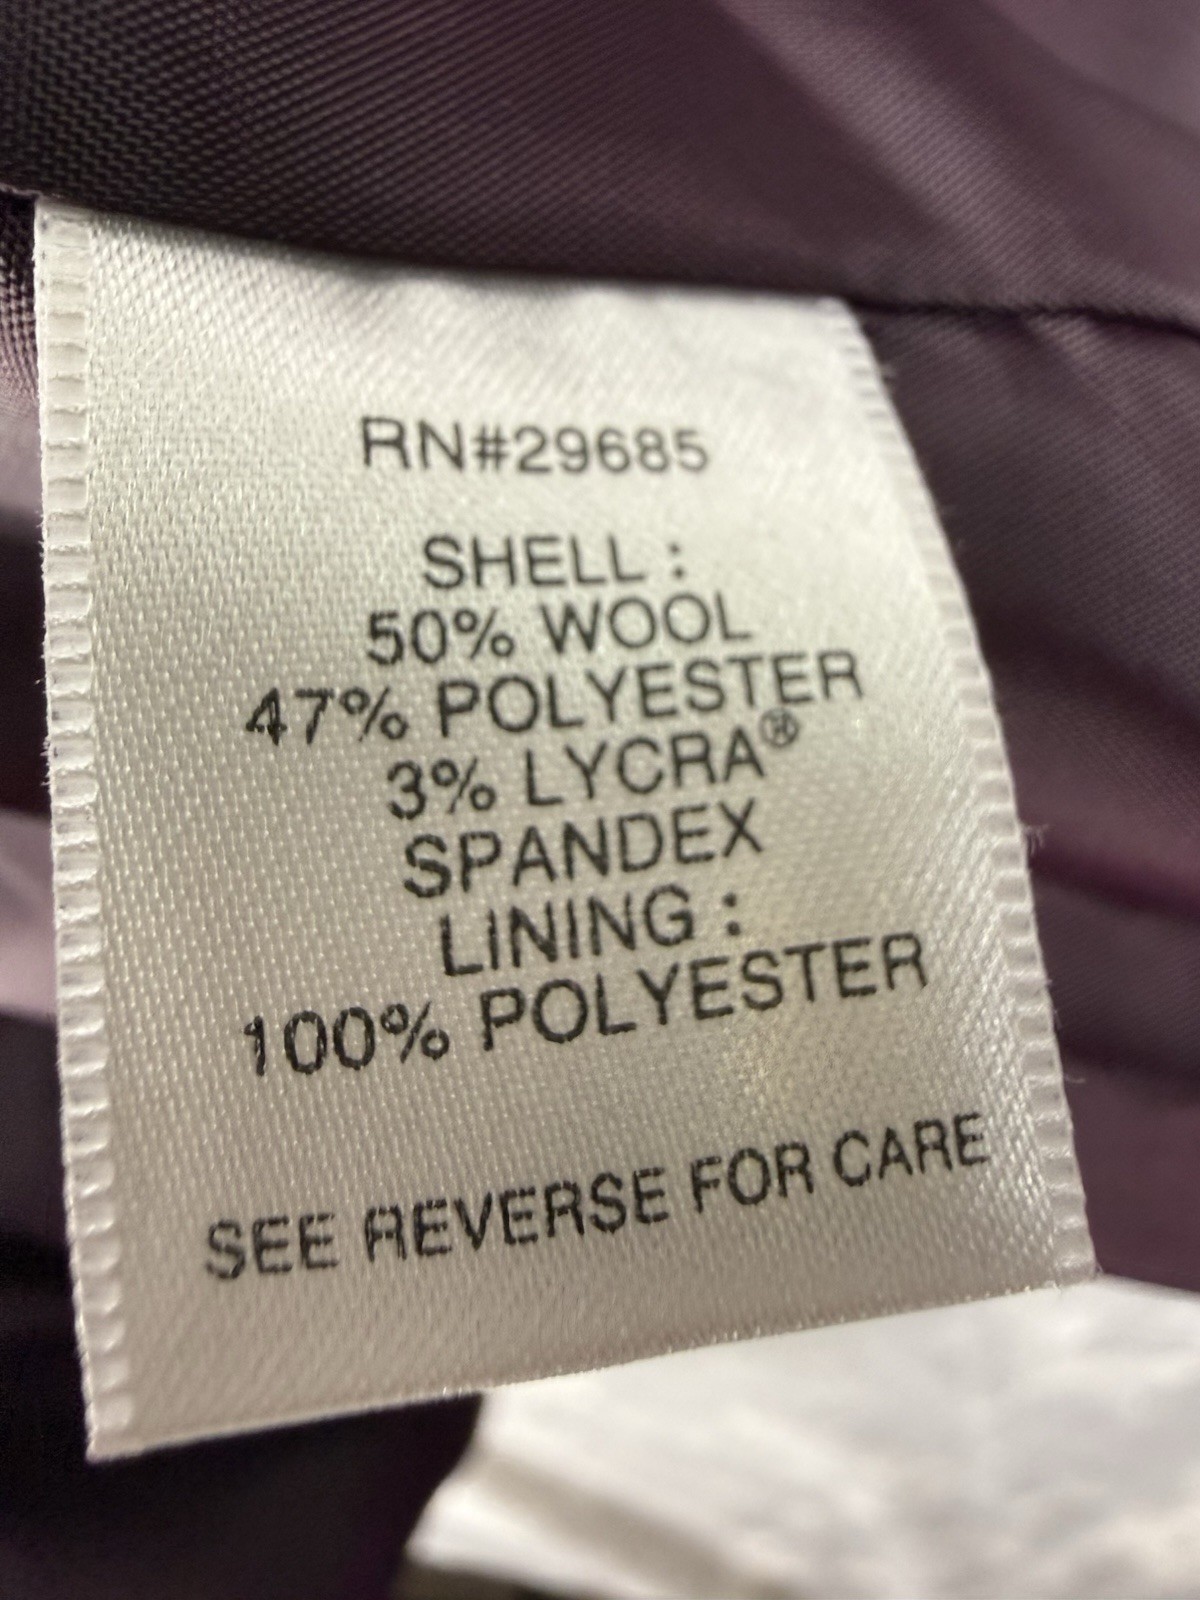 RN#29685
SHELL :
50% WOOL
47% POLYESTER
3% LYCRA®
SPANDEX
LINING :
100% POLYESTER
SEE REVERSE FOR CARE